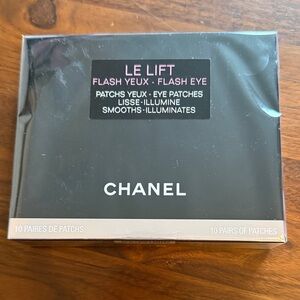 LE LIFT
FLASH YEUX - FLASH EYE
PATCHS YEUX - EYE PATCHES
LISSE-ILLUMINE
SMOOTHS-ILLUMINATES
CHANEL
10 PAIRES DE PATCHS
10 PAIRS OF PATCHES